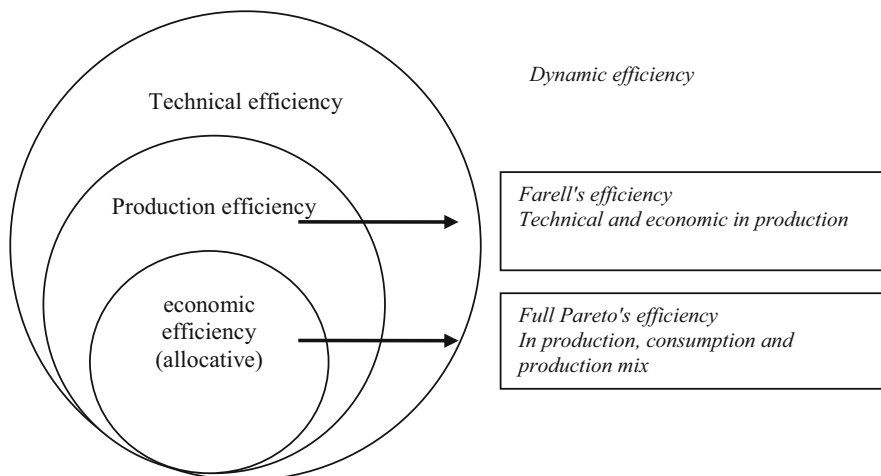 Technical efficiency
Dynamic efficiency
Production efficiency
Farell's efficiency
Technical and economic in production
economic
efficiency
(allocative)
Full Pareto's efficiency
In production, consumption and
production mix